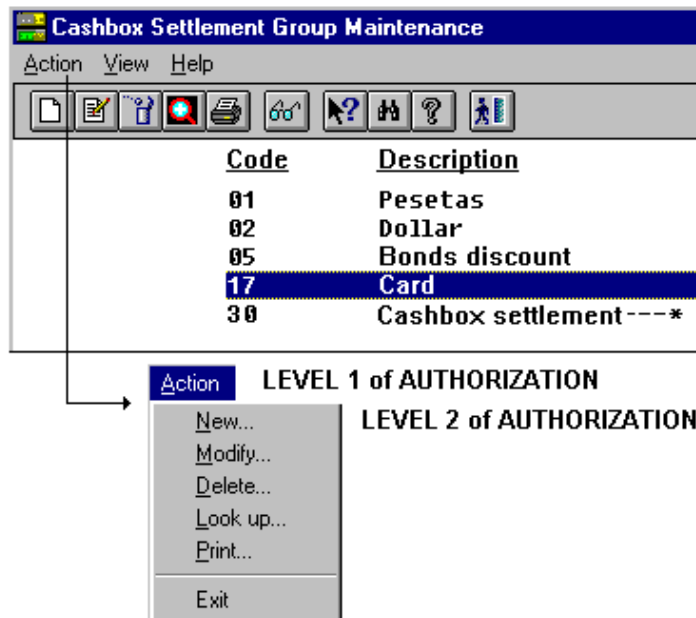 Cashbox Settlement Group Maintenance
Action View Help
Code Description
01 Pesetas
02 Dollar
05 Bonds discount
17 Card
30 Cashbox settlement---*
Action LEVEL 1 of AUTHORIZATION
New... LEVEL 2 of AUTHORIZATION
Modify...
Delete...
Look up...
Print...
Exit